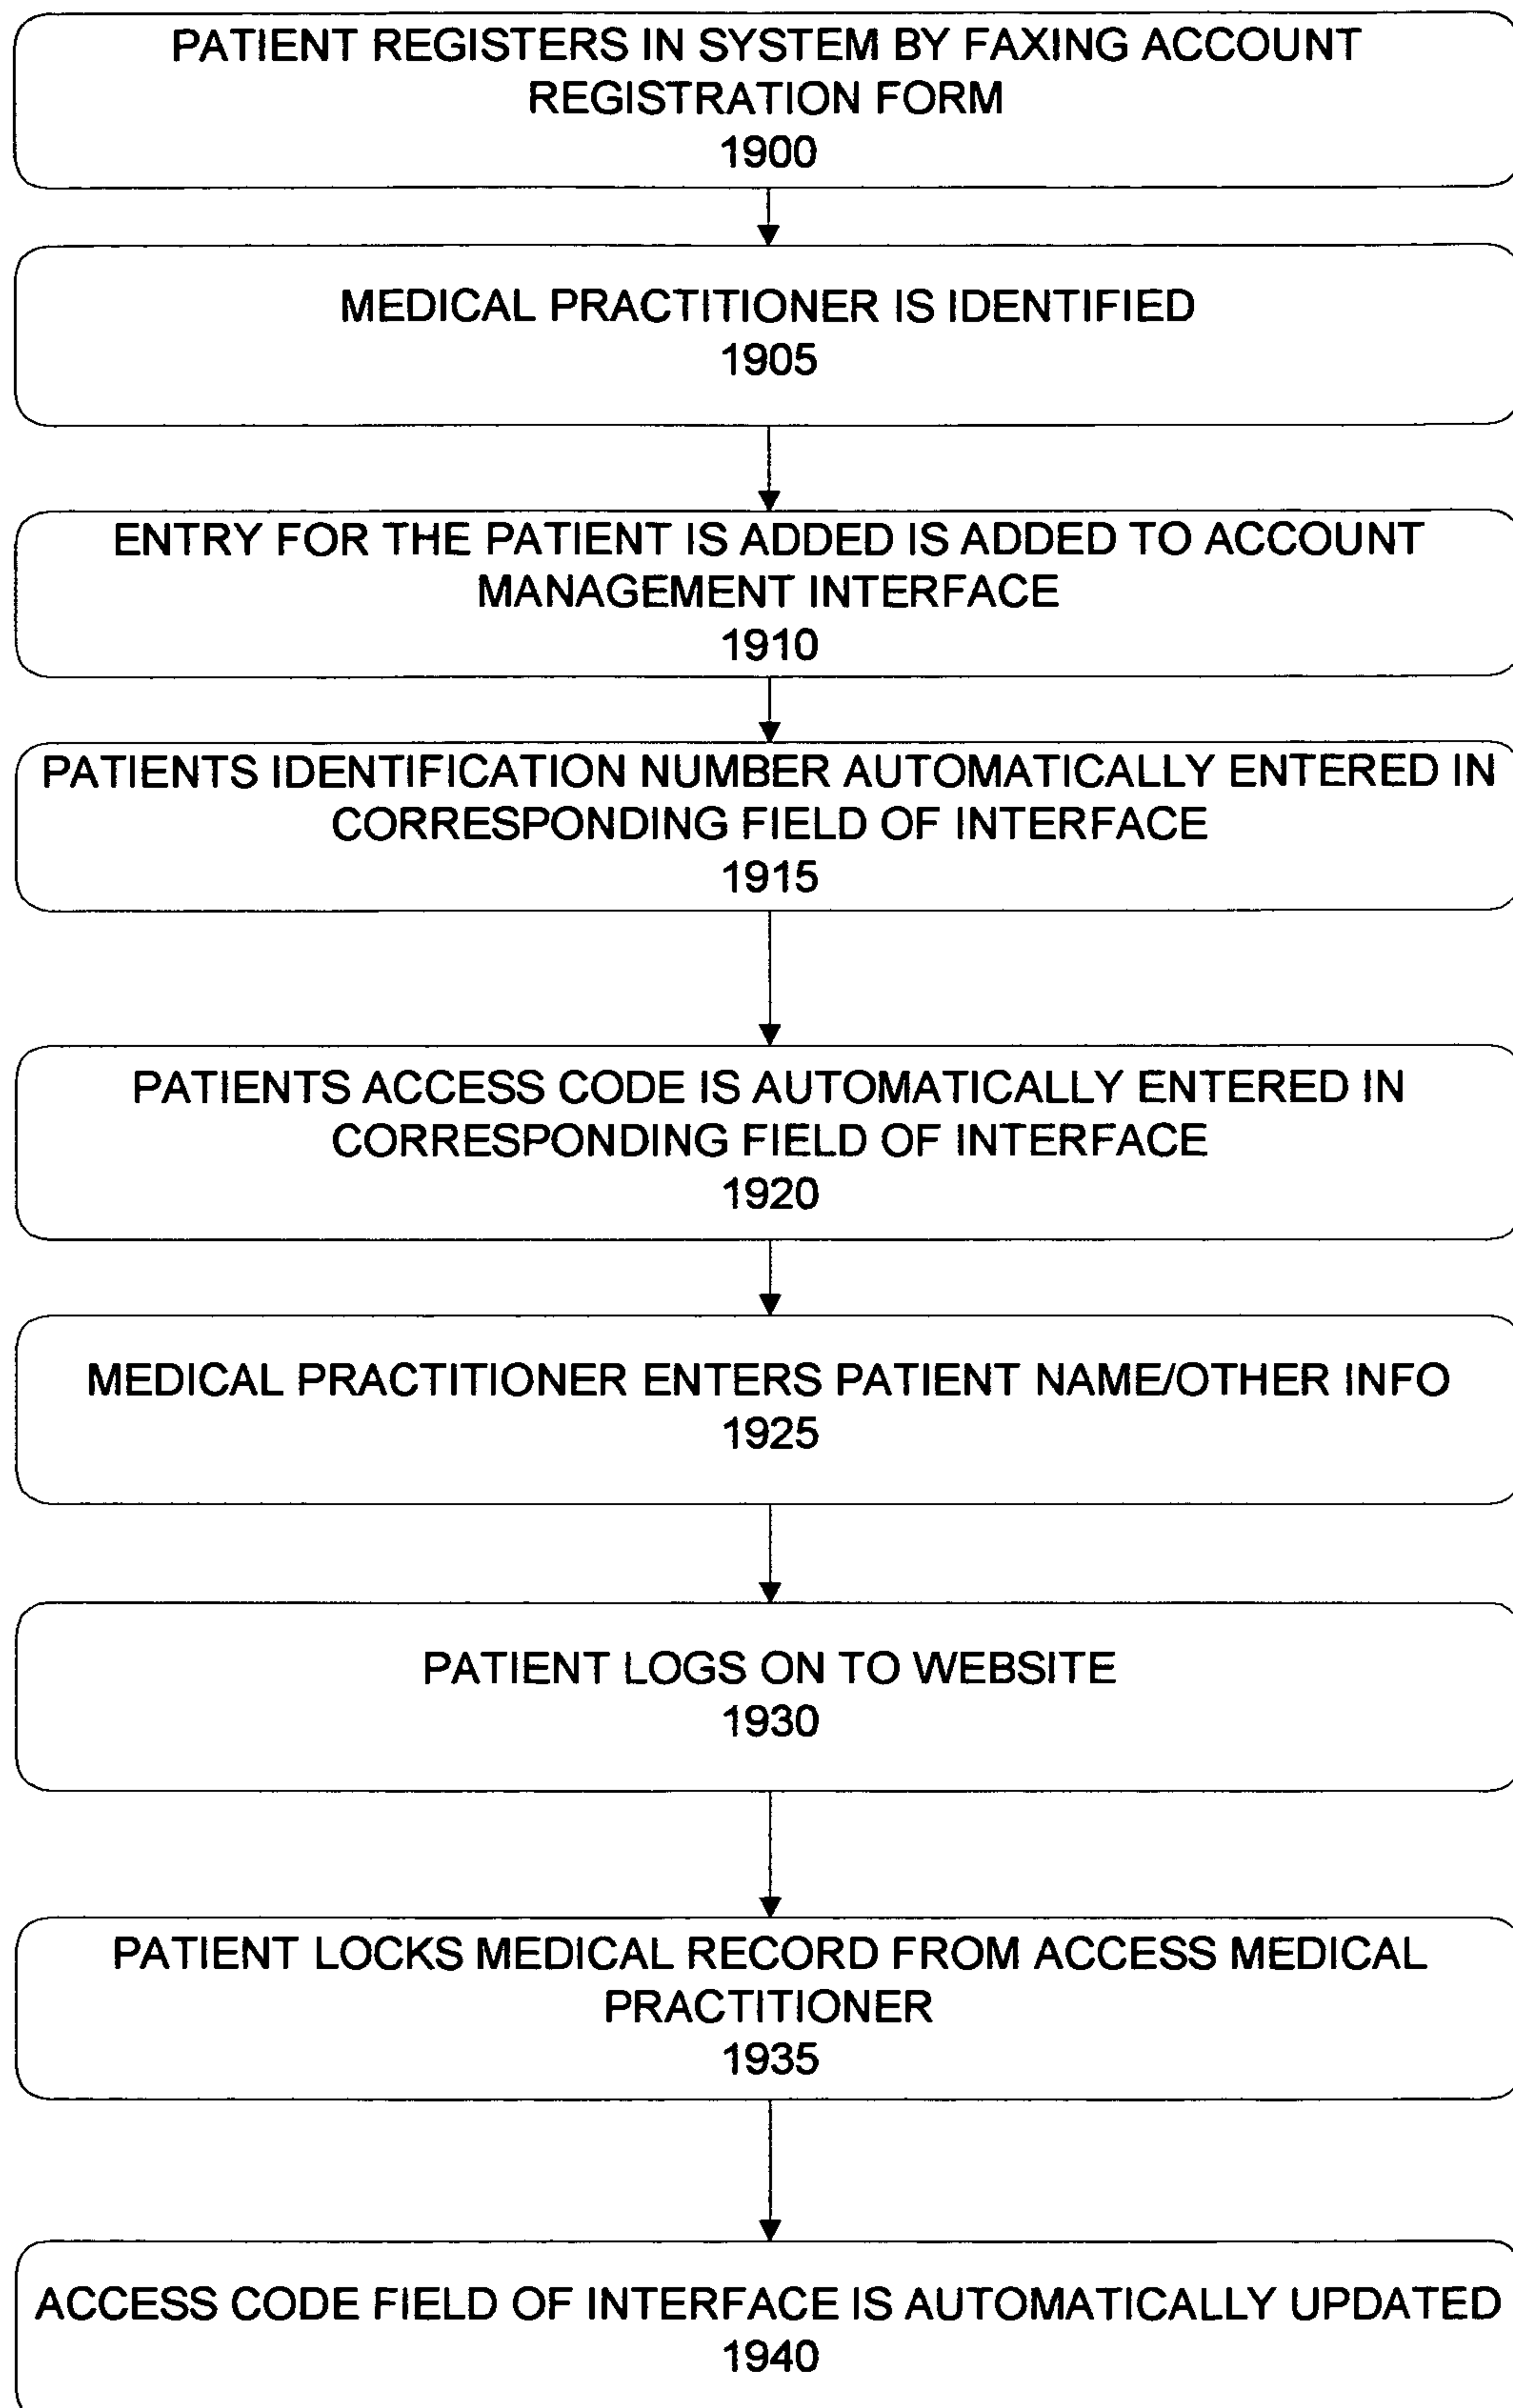 PATIENT REGISTERS IN SYSTEM BY FAXING ACCOUNT
REGISTRATION FORM
1900
MEDICAL PRACTITIONER IS IDENTIFIED
1905
ENTRY FOR THE PATIENT IS ADDED IS ADDED TO ACCOUNT
MANAGEMENT INTERFACE
1910
PATIENTS IDENTIFICATION NUMBER AUTOMATICALLY ENTERED IN
CORRESPONDING FIELD OF INTERFACE
1915
PATIENTS ACCESS CODE IS AUTOMATICALLY ENTERED IN
CORRESPONDING FIELD OF INTERFACE
1920
MEDICAL PRACTITIONER ENTERS PATIENT NAME/OTHER INFO
1925
PATIENT LOGS ON TO WEBSITE
1930
PATIENT LOCKS MEDICAL RECORD FROM ACCESS MEDICAL
PRACTITIONER
1935
ACCESS CODE FIELD OF INTERFACE IS AUTOMATICALLY UPDATED
1940